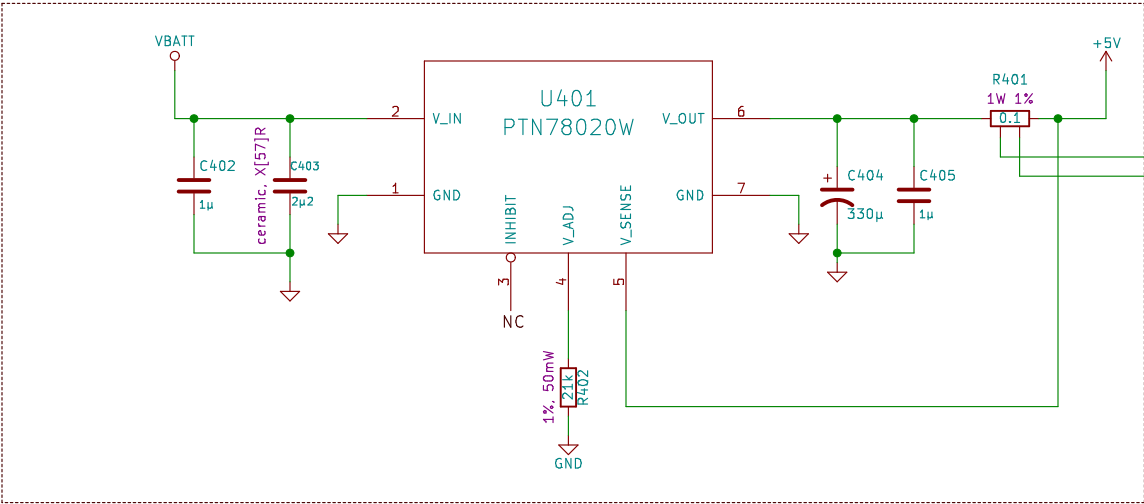 VBATT
+5V
R401
1W 1%
0.1
U401
PTN78020W
2
V_IN
V_OUT
6
ceramic, X[57]R
C402
1µ
C403
2µ2
1
GND
GND
7
INHIBIT
V_ADJ
V_SENSE
+
C404
330µ
C405
1µ
3
4
5
NC
1%, 50mW
21k
R402
GND